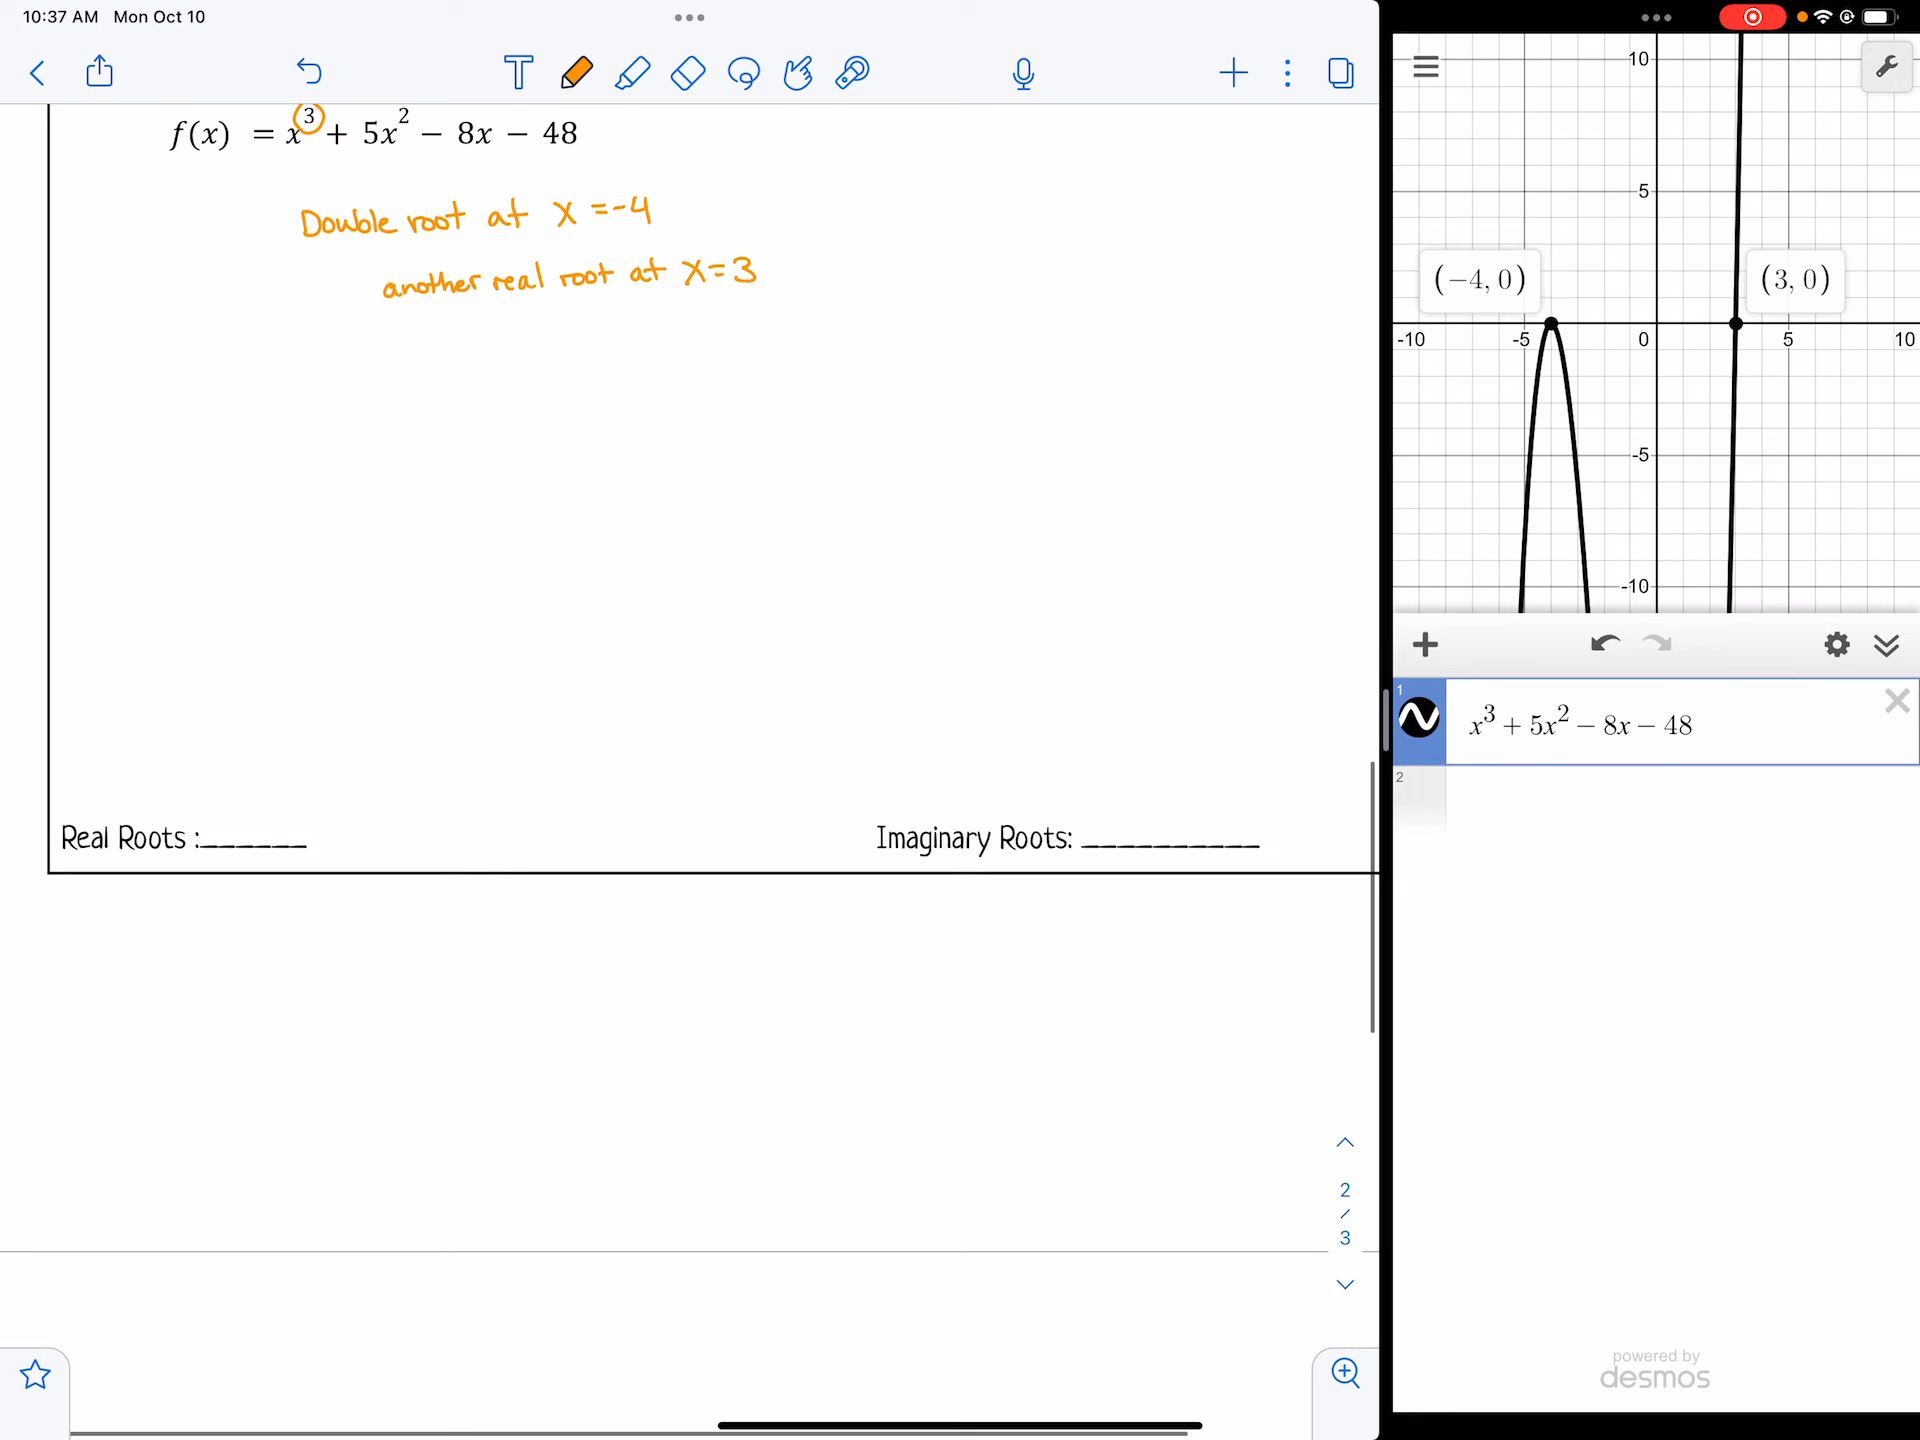 10:37 AM Mon Oct 10
f(x) = x³ + 5x² − 8x − 48
Double root at x = -4
another real root at x = 3
Real Roots :______
Imaginary Roots: __________
2
/
3
10
5
(−4, 0)
(3, 0)
-10
-5
0
5
10
-5
-10
1
x³ + 5x² − 8x − 48
2
powered by
desmos